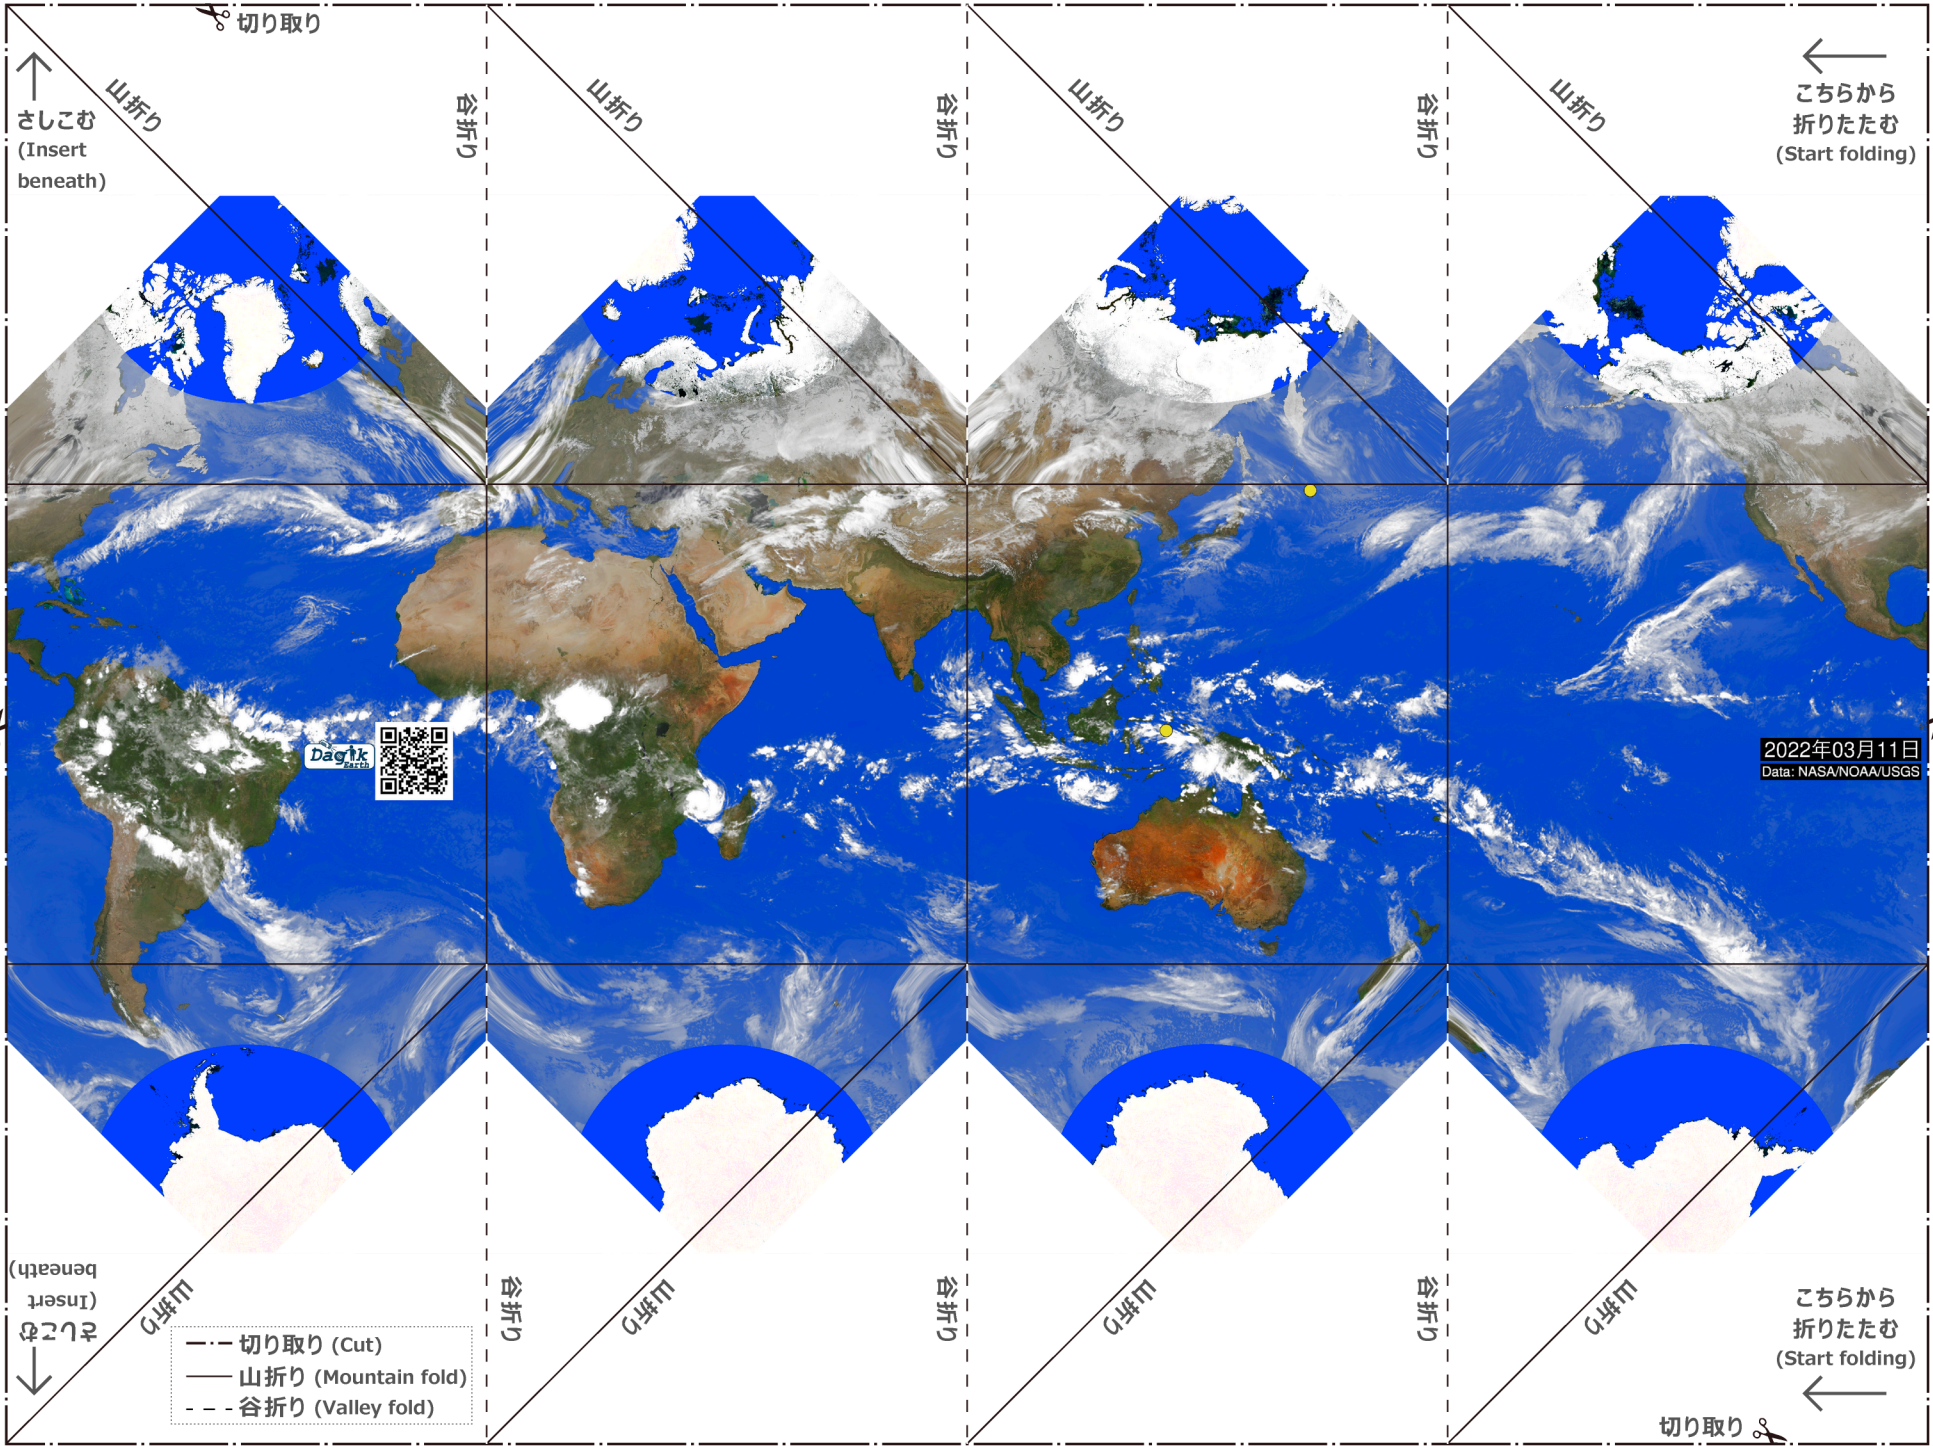 切り取り
山折り
谷折り
山折り
谷折り
山折り
谷折り
山折り
さしこむ
(Insert
beneath)
こちらから
折りたたむ
(Start folding)
Dagik
Earth
2022年03月11日
Data: NASA/NOAA/USGS
さしこむ
(Insert
beneath)
山折り
谷折り
山折り
谷折り
山折り
谷折り
山折り
切り取り (Cut)
山折り (Mountain fold)
谷折り (Valley fold)
こちらから
折りたたむ
(Start folding)
切り取り